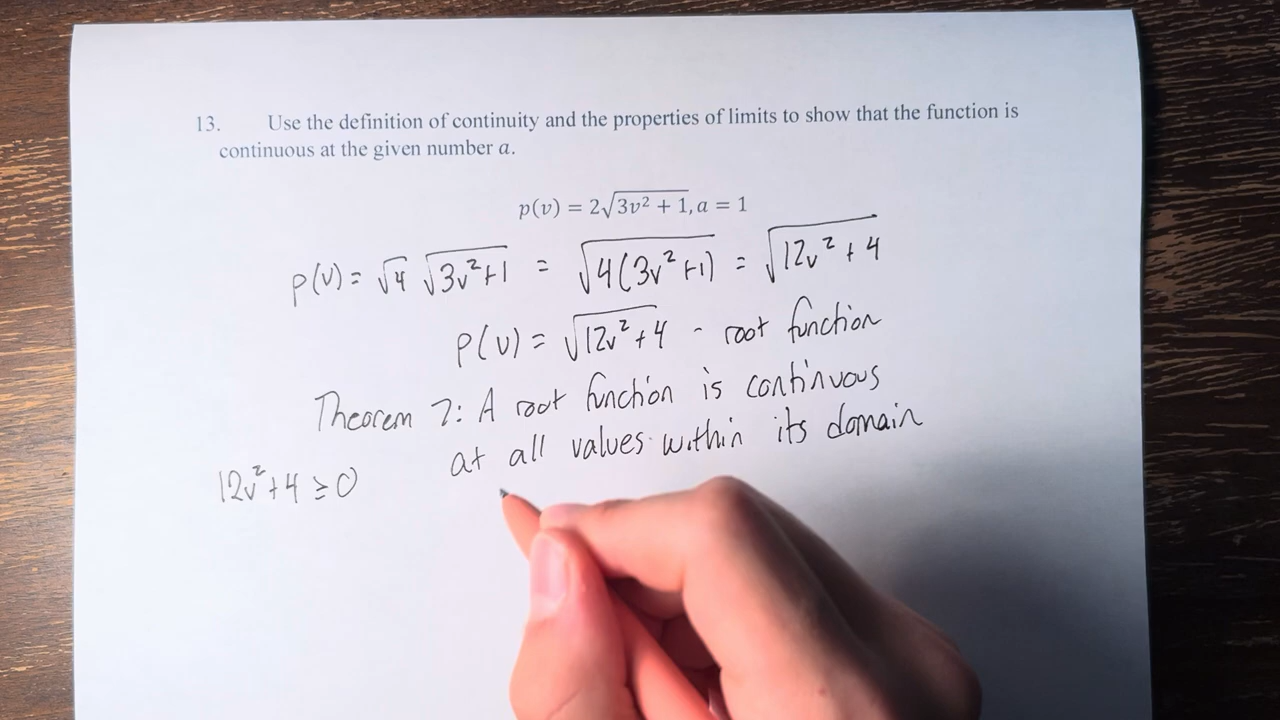 13. Use the definition of continuity and the properties of limits to show that the function is
continuous at the given number a.
p(v) = 2√(3v² + 1), a = 1
p(v) = √4 √(3v²+1) = √(4(3v²+1)) = √(12v²+4)
p(v) = √(12v²+4) - root function
Theorem 7: A root function is continuous
at all values within its domain
12v²+4 ≥ 0